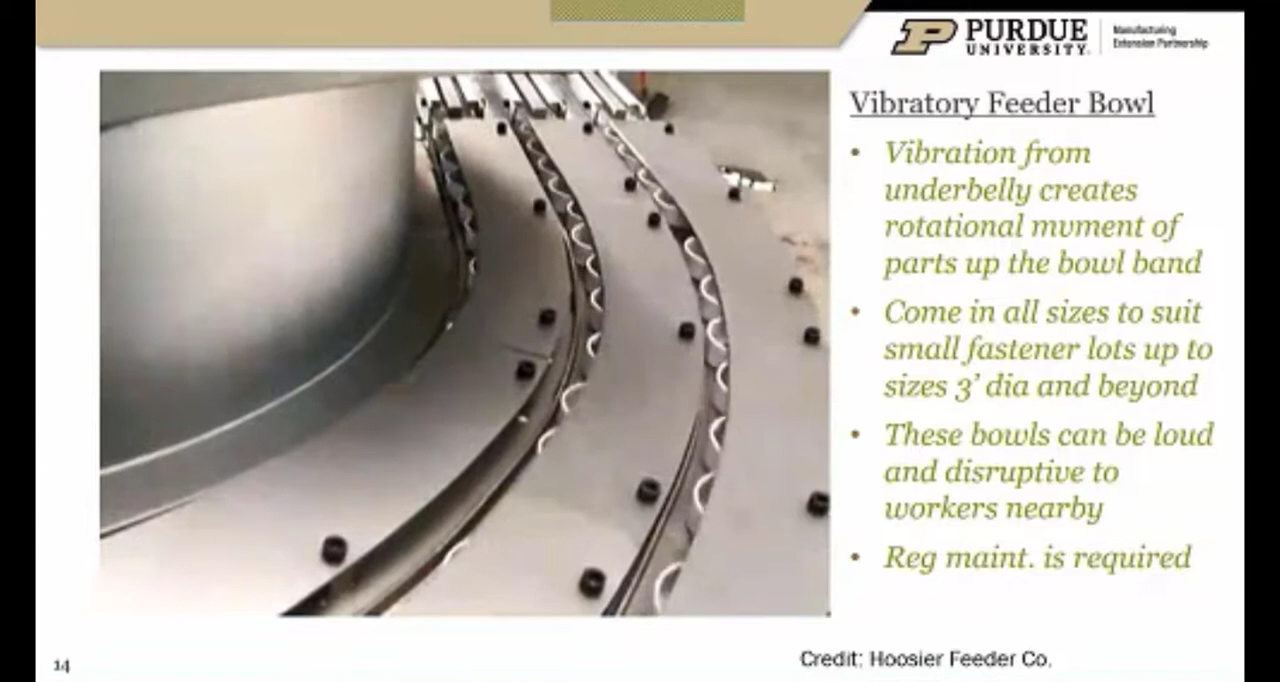 PURDUE
UNIVERSITY
Manufacturing
Extension Partnership
Vibratory Feeder Bowl
• Vibration from
underbelly creates
rotational mvment of
parts up the bowl band
• Come in all sizes to suit
small fastener lots up to
sizes 3' dia and beyond
• These bowls can be loud
and disruptive to
workers nearby
• Reg maint. is required
14
Credit: Hoosier Feeder Co.